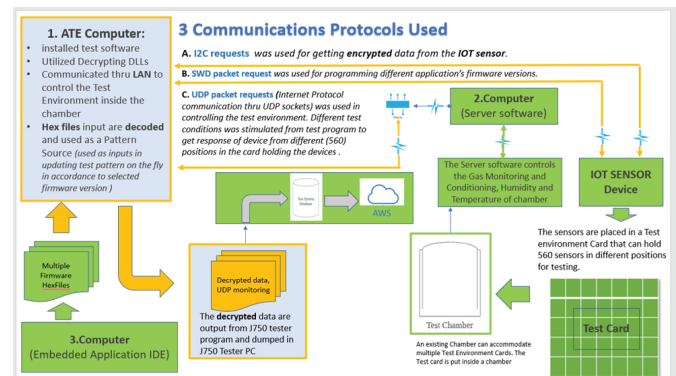 3 Communications Protocols Used
1. ATE Computer:
• installed test software
• Utilized Decrypting DLLs
• Communicated thru LAN to
control the Test
Environment inside the
chamber
• Hex files input are decoded
and used as a Pattern
Source (used as inputs in
updating test pattern on the fly
in accordance to selected
firmware version )
A. I2C requests was used for getting encrypted data from the IOT sensor.
B. SWD packet request was used for programming different application's firmware versions.
C. UDP packet requests (Internet Protocol
communication thru UDP sockets) was used in
controlling the test environment. Different test
conditions was stimulated from test program to
get response of device from different (560)
positions in the card holding the devices .
2.Computer
(Server software)
The Server software controls
the Gas Monitoring and
Conditioning, Humidity and
Temperature of chamber
IOT SENSOR
Device
AWS
The sensors are placed in a Test
environment Card that can hold
560 sensors in different positions
for testing.
Multiple
Firmware
HexFiles
Decrypted data,
UDP monitoring
The decrypted data are
output from J750 tester
program and dumped in
J750 Tester PC
Test Chamber
Test Card
3.Computer
(Embedded Application IDE)
An existing Chamber can accommodate
multiple Test Environment Cards. The
Test card is put inside a chamber